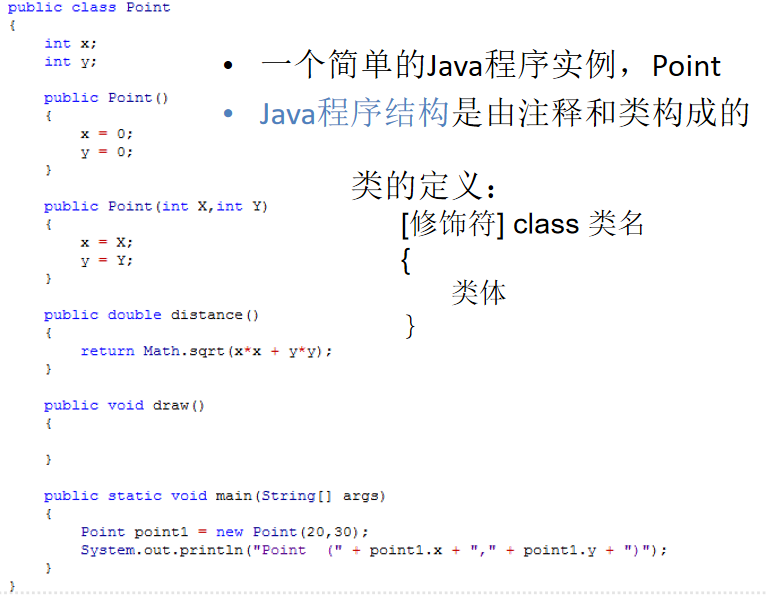 public class Point
{
    int x;
    int y;
    public Point()
    {
        x = 0;
        y = 0;
    }
    public Point(int X,int Y)
    {
        x = X;
        y = Y;
    }
    public double distance()
    {
        return Math.sqrt(x*x + y*y);
    }
    public void draw()
    {
    }
    public static void main(String[] args)
    {
        Point point1 = new Point(20,30);
        System.out.println("Point  (" + point1.x + "," + point1.y + ")");
    }
}
• 一个简单的Java程序实例，Point
• Java程序结构是由注释和类构成的
类的定义：
[修饰符] class 类名
{
类体
}